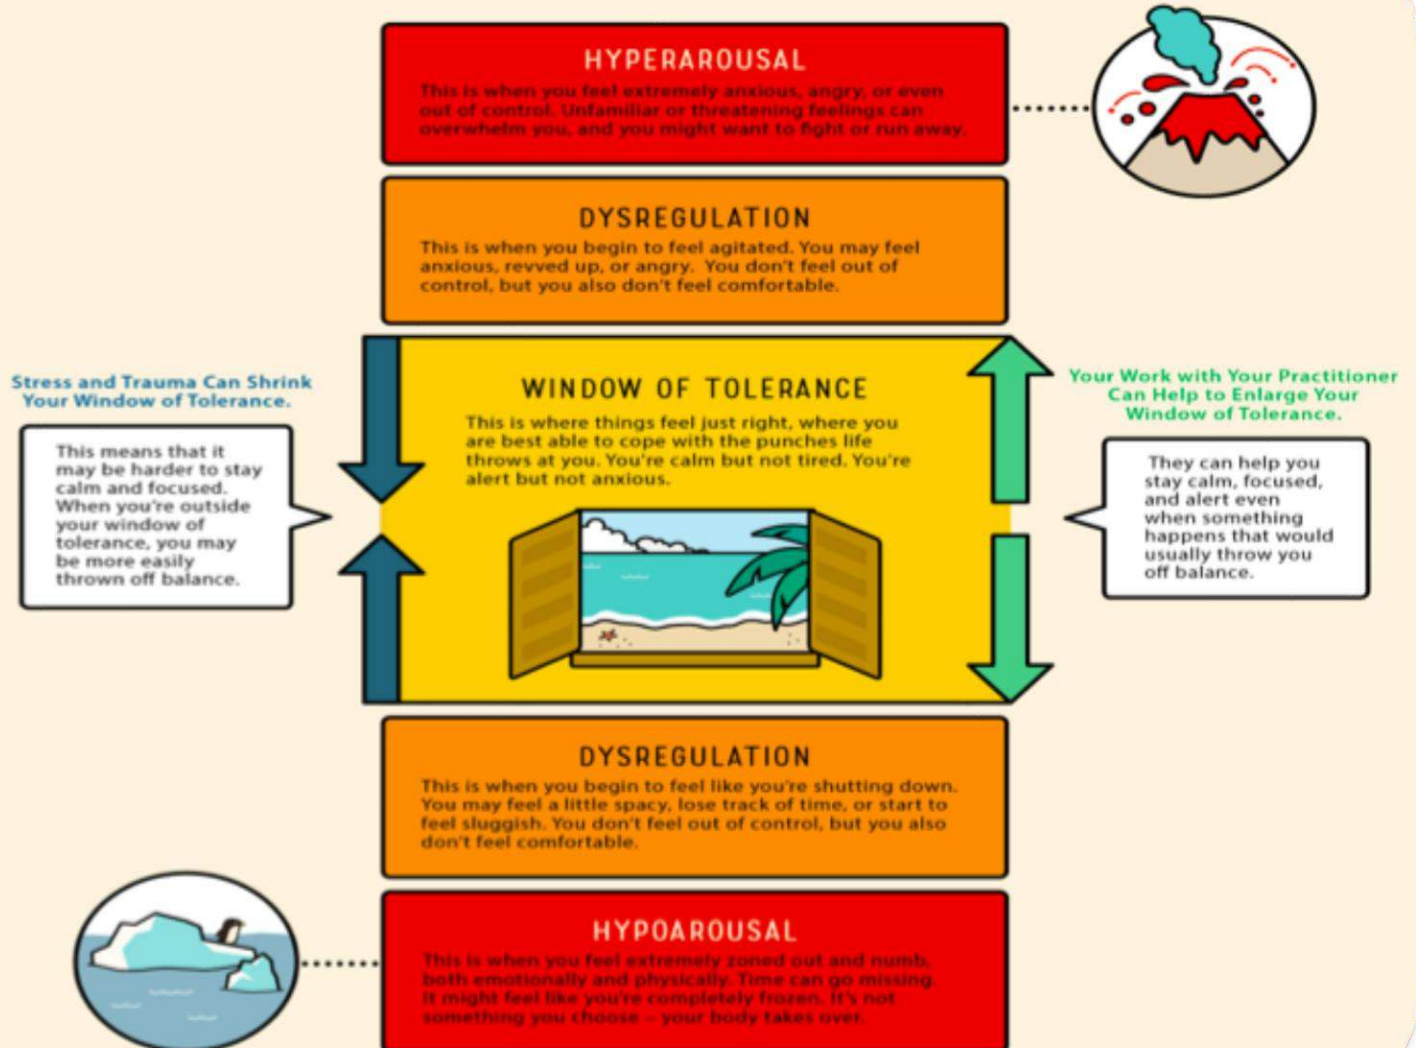 HYPERAROUSAL
This is when you feel extremely anxious, angry, or even
out of control. Unfamiliar or threatening feelings can
overwhelm you, and you might want to fight or run away.
DYSREGULATION
This is when you begin to feel agitated. You may feel
anxious, revved up, or angry. You don't feel out of
control, but you also don't feel comfortable.
Stress and Trauma Can Shrink
Your Window of Tolerance.
This means that it
may be harder to stay
calm and focused.
When you're outside
your window of
tolerance, you may
be more easily
thrown off balance.
WINDOW OF TOLERANCE
This is where things feel just right, where you
are best able to cope with the punches life
throws at you. You're calm but not tired. You're
alert but not anxious.
Your Work with Your Practitioner
Can Help to Enlarge Your
Window of Tolerance.
They can help you
stay calm, focused,
and alert even
when something
happens that would
usually throw you
off balance.
DYSREGULATION
This is when you begin to feel like you're shutting down.
You may feel a little spacy, lose track of time, or start to
feel sluggish. You don't feel out of control, but you also
don't feel comfortable.
HYPOAROUSAL
This is when you feel extremely zoned out and numb,
both emotionally and physically. Time can go missing.
It might feel like you're completely frozen. It's not
something you choose – your body takes over.